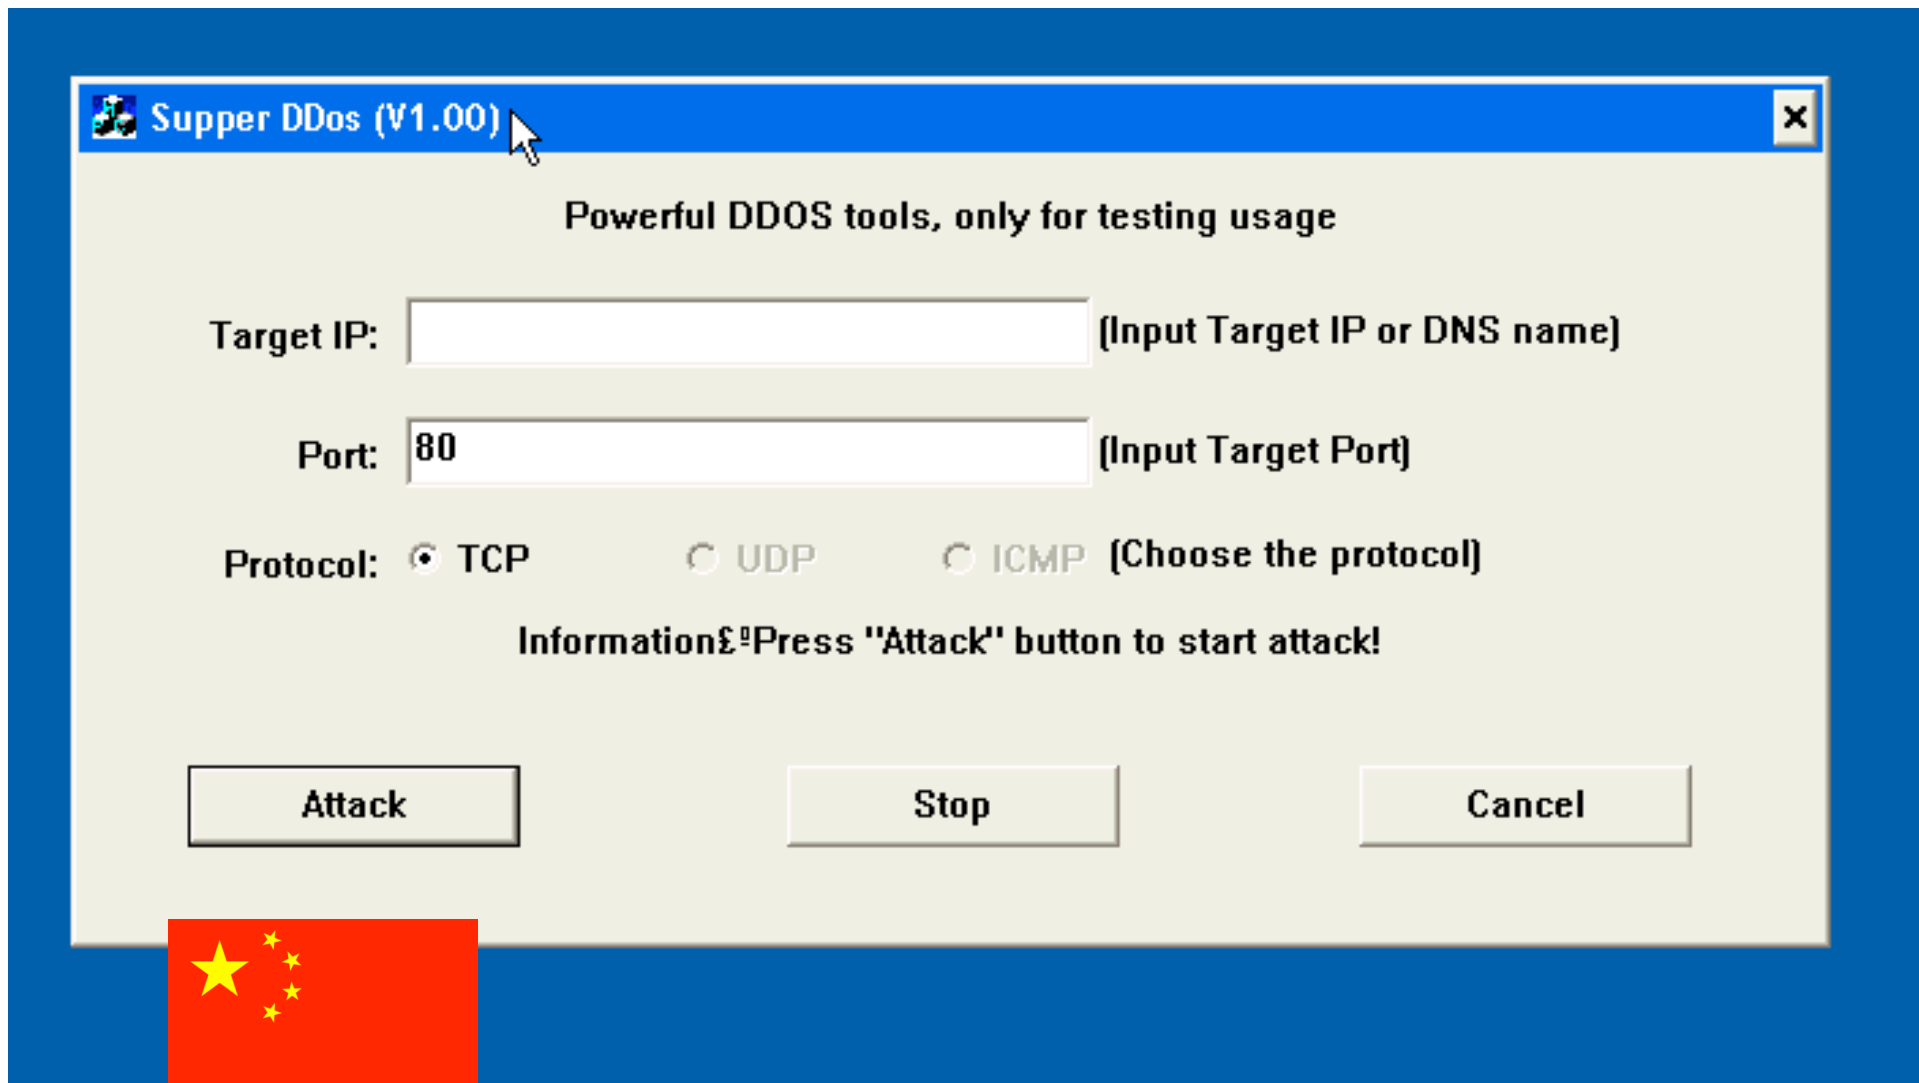 Supper DDos (V1.00)
Powerful DDOS tools, only for testing usage
Target IP: (Input Target IP or DNS name)
Port: 80 (Input Target Port)
Protocol: TCP UDP ICMP (Choose the protocol)
Information£ºPress "Attack" button to start attack!
Attack Stop Cancel